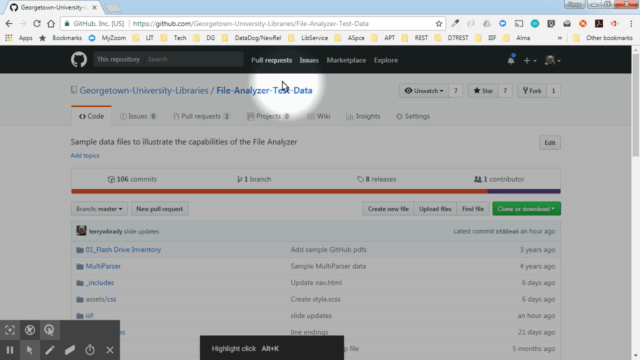 Georgetown-University-L
GitHub, Inc. [US] https://github.com/Georgetown-University-Libraries/File-Analyzer-Test-Data
Apps Bookmarks MyZoom LIT Tech DG DataDog/NewRel LibraryQuest ASpce APT REST D7REST IIIF Alma » Other bookmarks
This repository Search Pull requests Issues Marketplace Explore
Georgetown-University-Libraries / File-Analyzer-Test-Data
Unwatch 7 Star 7 Fork 1
Code Issues 0 Pull requests 1 Projects 0 Wiki Insights Settings
Sample data files to illustrate the capabilities of the File Analyzer
Edit
Add topics
106 commits 1 branch 8 releases 1 contributor
Branch: master New pull request Create new file Upload files Find file Clone or download
terrywbrady slide updates Latest commit an hour ago
01_Flash Drive Inventory Add sample GitHub pdfs 3 years ago
MultiParser Sample MultiParser data 4 years ago
_includes Update nav.html 6 days ago
assets/css Create style.xcss 6 days ago
iiif slide updates an hour ago
line endings 21 days ago
Highlight click Alt+K
file 5 months ago